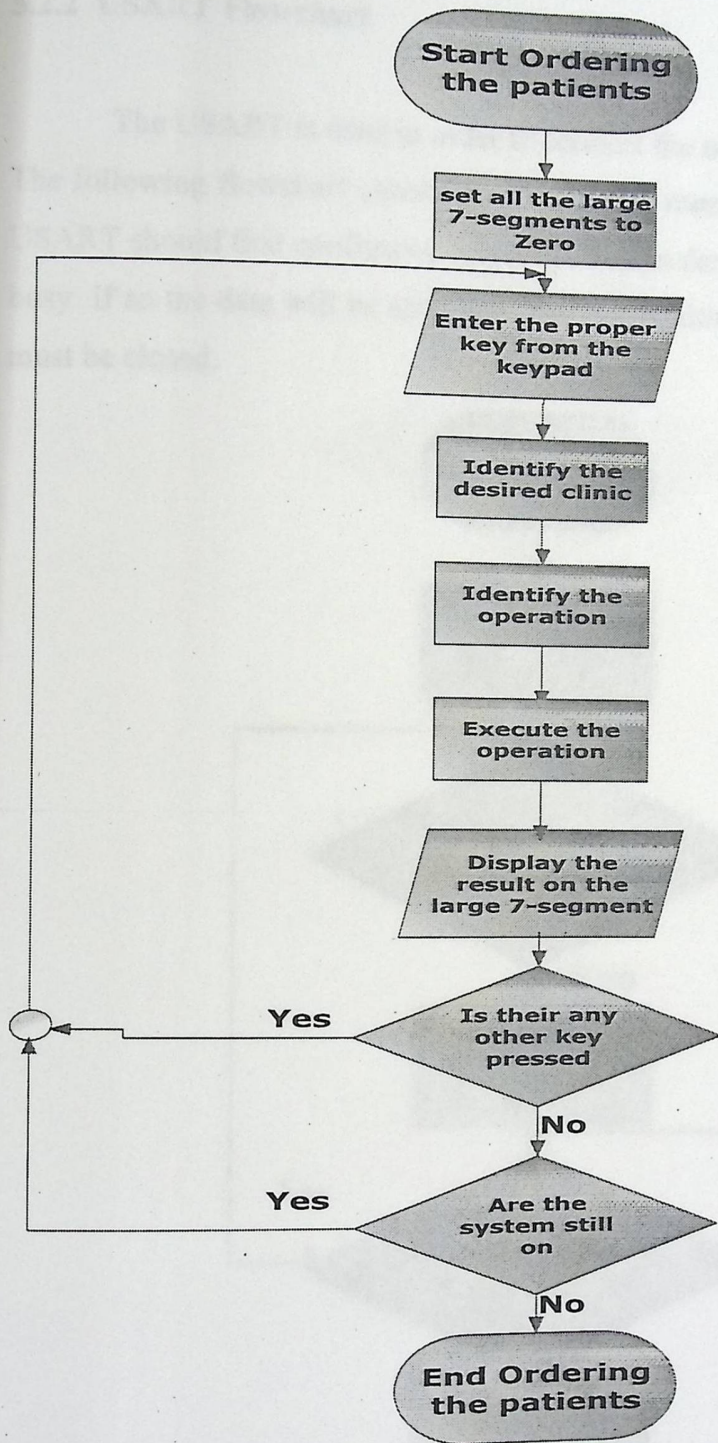 Start Ordering
the patients
set all the large
7-segments to
Zero
Enter the proper
key from the
keypad
Identify the
desired clinic
Identify the
operation
Execute the
operation
Display the
result on the
large 7-segment
Is their any
other key
pressed
Yes
No
Are the
system still
on
Yes
No
End Ordering
the patients